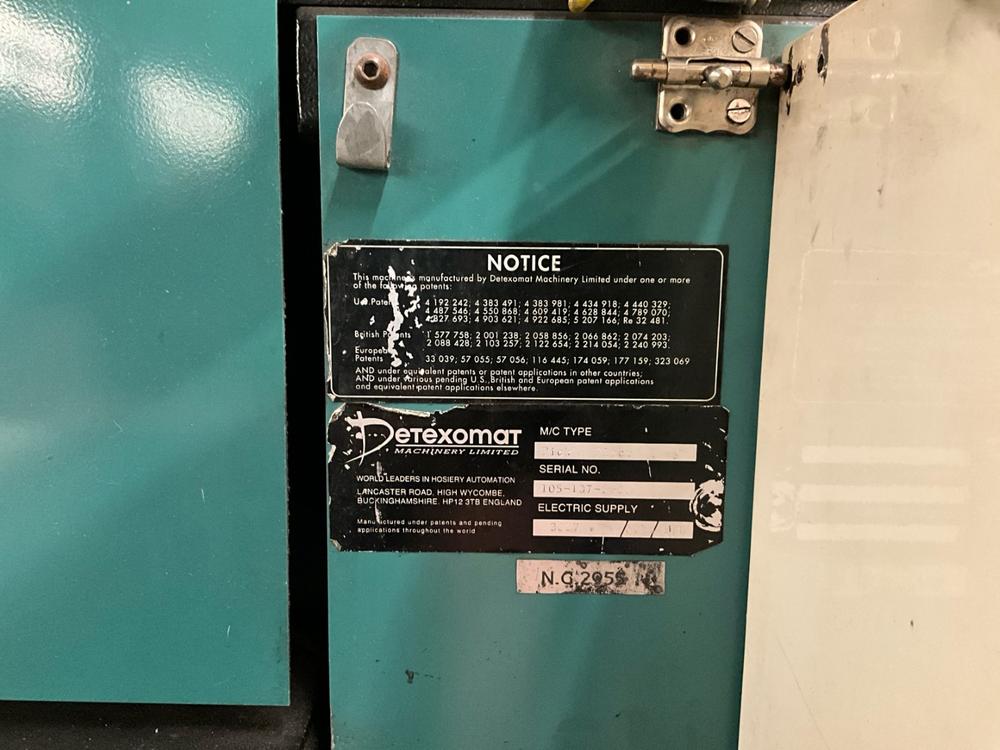 NOTICE
This machine is manufactured by Detexomat Machinery Limited under one or more
of the following patents:
4 192 242; 4 383 491; 4 383 981; 4 434 918; 4 440 329;
4 487 546; 4 550 868; 4 609 419; 4 628 844; 4 789 070;
4 827 693; 4 903 621; 4 922 685; 5 207 166; Re 32 481.
British Patents 1 577 758; 2 001 238; 2 058 856; 2 066 862; 2 074 203;
2 088 428; 2 103 257; 2 122 654; 2 214 054; 2 240 993.
European
Patents 33 039; 57 055; 57 056; 116 445; 174 059; 177 159; 323 069
AND under equivalent patents or patent applications in other countries;
AND under various pending U.S., British and European patent applications
and equivalent patent applications elsewhere.
DETEXOMAT
MACHINERY LIMITED
WORLD LEADERS IN HOSIERY AUTOMATION
LANCASTER ROAD, HIGH WYCOMBE,
BUCKINGHAMSHIRE. HP12 3TB ENGLAND
Manufactured under patents and pending
applications throughout the world
M/C TYPE
SERIAL NO.
105-137-
ELECTRIC SUPPLY
N.G.2955